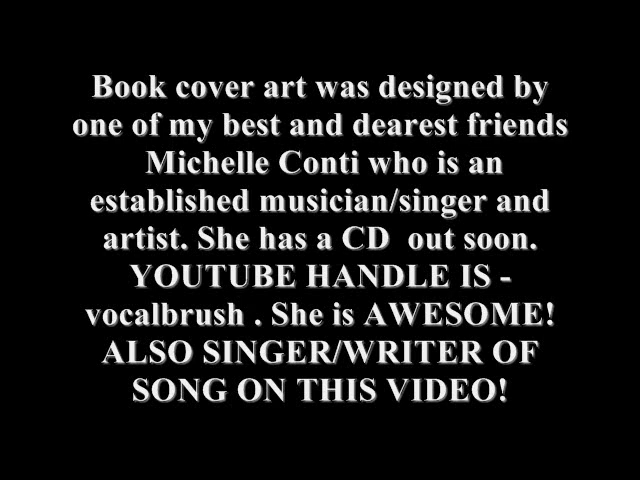 Book cover art was designed by
one of my best and dearest friends
Michelle Conti who is an
established musician/singer and
artist. She has a CD  out soon.
YOUTUBE HANDLE IS -
vocalbrush . She is AWESOME!
ALSO SINGER/WRITER OF
SONG ON THIS VIDEO!